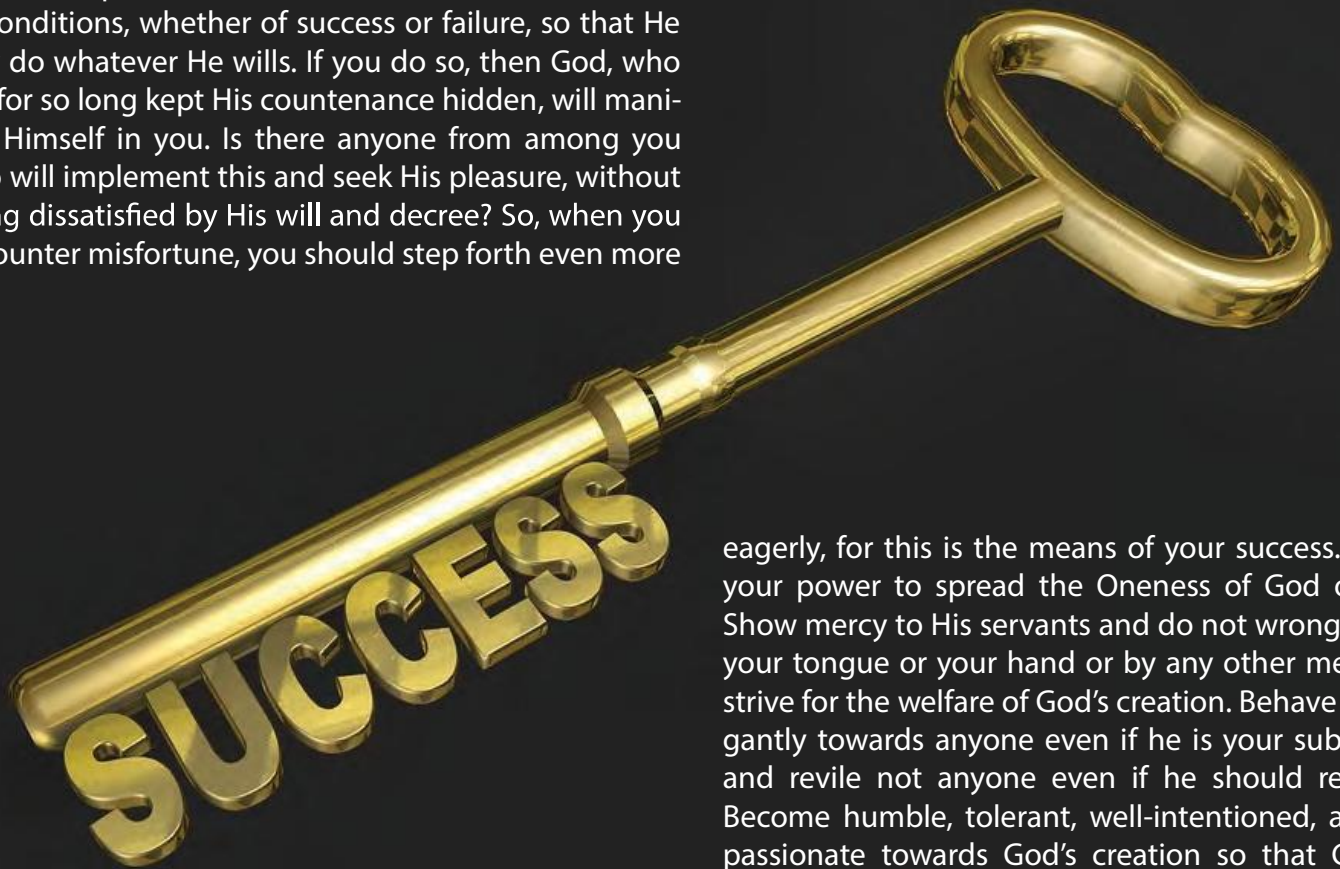 onditions, whether of success or failure, so that He
do whatever He wills. If you do so, then God, who
for so long kept His countenance hidden, will mani-
Himself in you. Is there anyone from among you
will implement this and seek His pleasure, without
g dissatisfied by His will and decree? So, when you
ounter misfortune, you should step forth even more
SUCCESS
eagerly, for this is the means of your success.
your power to spread the Oneness of God
Show mercy to His servants and do not wrong
your tongue or your hand or by any other me
strive for the welfare of God's creation. Behave
gantly towards anyone even if he is your sub
and revile not anyone even if he should re
Become humble, tolerant, well-intentioned, a
passionate towards God's creation so that